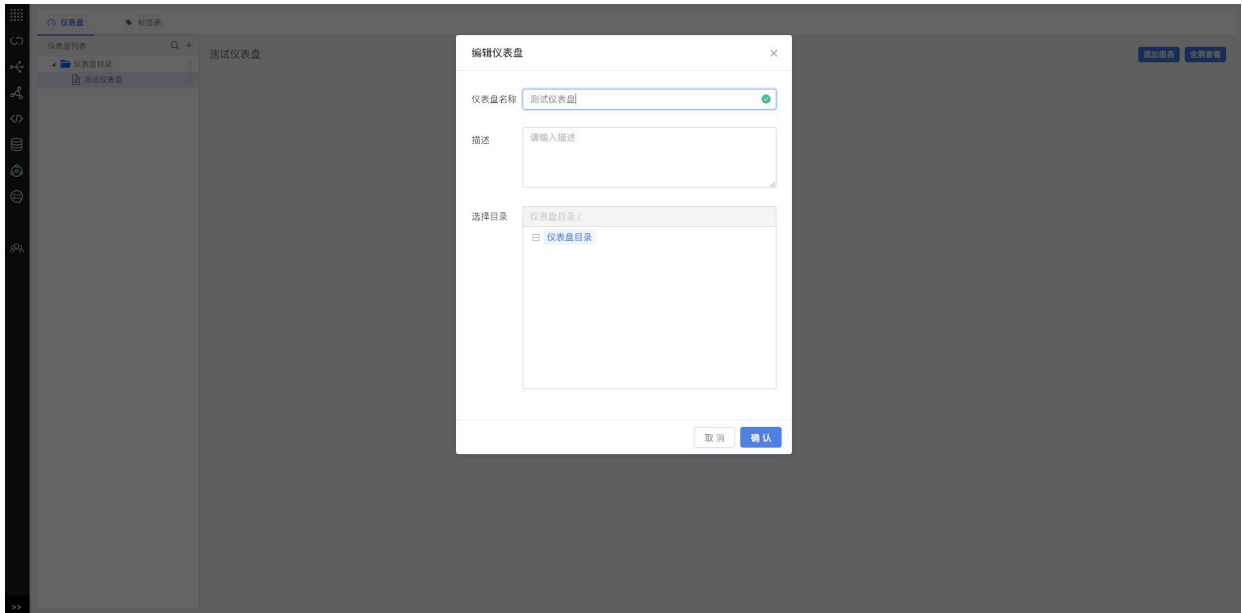 仪表盘
标签表
仪表盘列表
仪表盘目录
测试仪表盘
测试仪表盘
添加图表
全屏查看
编辑仪表盘
仪表盘名称
测试仪表盘
描述
请输入描述
选择目录
仪表盘目录 /
仪表盘目录
取消
确认
>>